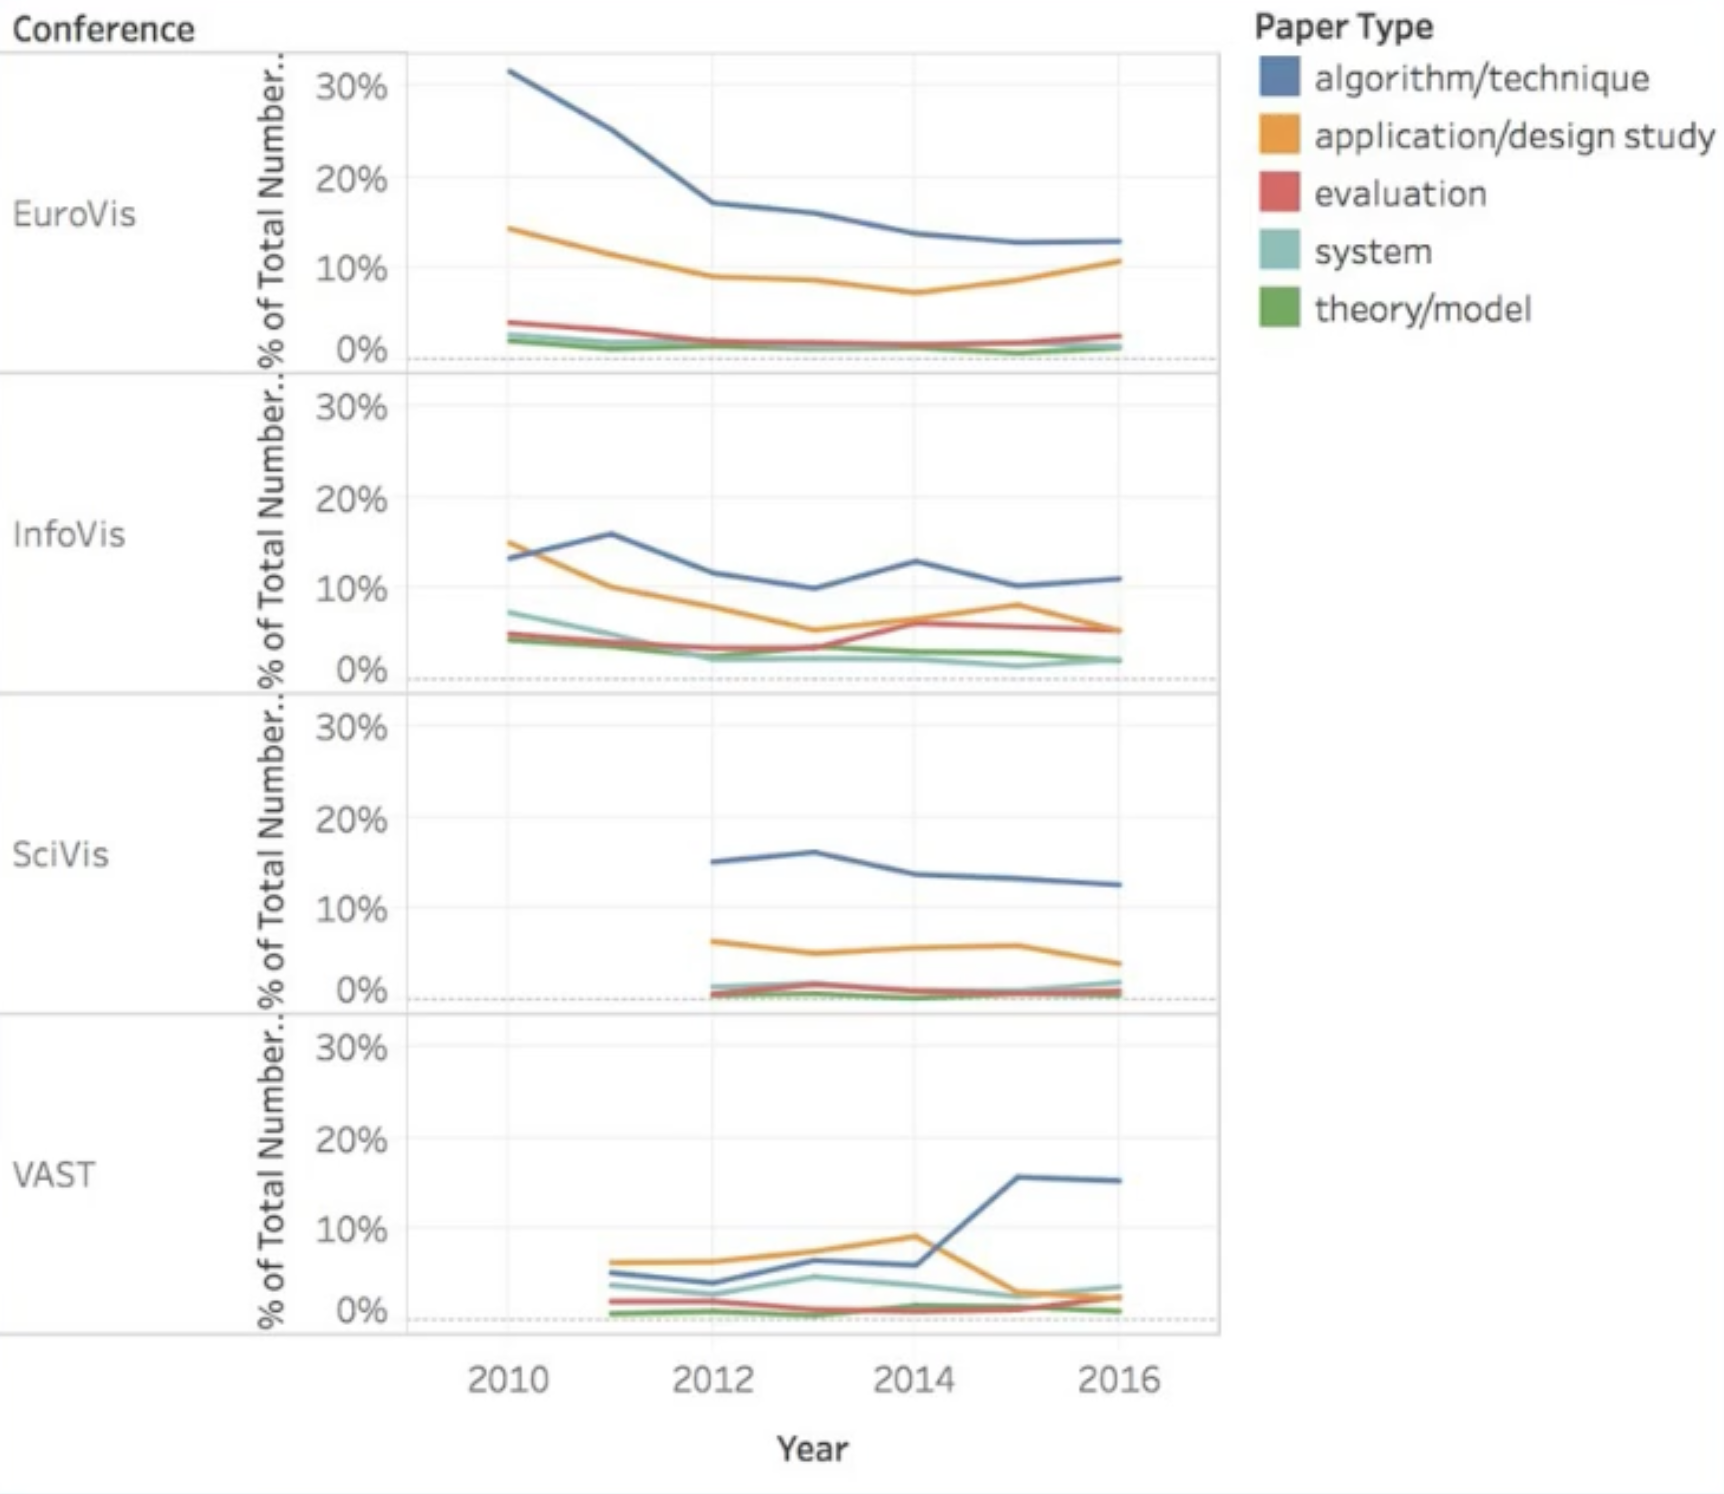 Conference
Paper Type
algorithm/technique
application/design study
evaluation
system
theory/model
EuroVis
% of Total Number..
30%
20%
10%
0%
InfoVis
% of Total Number..
30%
20%
10%
0%
SciVis
% of Total Number..
30%
20%
10%
0%
VAST
% of Total Number..
30%
20%
10%
0%
2010 2012 2014 2016
Year